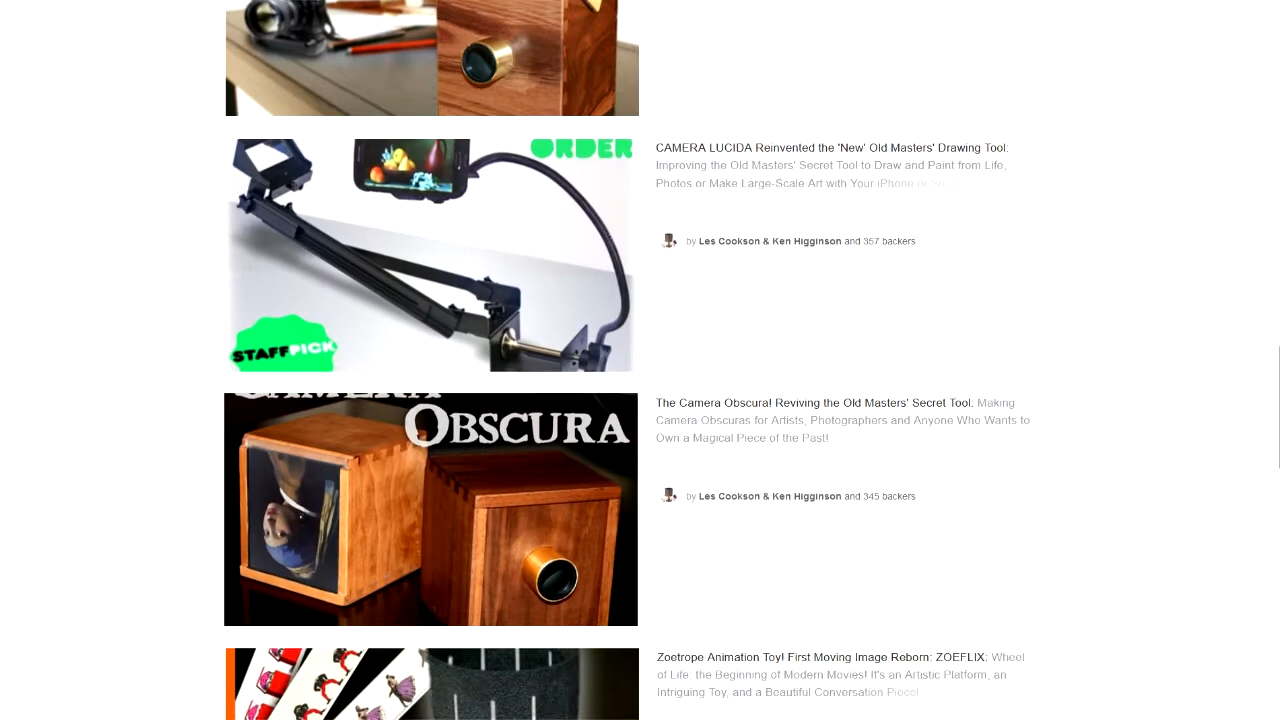 ORDER
STAFFPICK
CAMERA LUCIDA Reinvented the 'New' Old Masters' Drawing Tool:
Improving the Old Masters' Secret Tool to Draw and Paint from Life,
Photos or Make Large-Scale Art with Your iPhone or
by Les Cookson & Ken Higginson and 357 backers
CAMERA
OBSCURA
The Camera Obscura! Reviving the Old Masters' Secret Tool: Making
Camera Obscuras for Artists, Photographers and Anyone Who Wants to
Own a Magical Piece of the Past!
by Les Cookson & Ken Higginson and 345 backers
Zoetrope Animation Toy! First Moving Image Reborn: ZOEFLIX: Wheel
of Life: the Beginning of Modern Movies! It's an Artistic Platform, an
Intriguing Toy, and a Beautiful Conversation Piece!